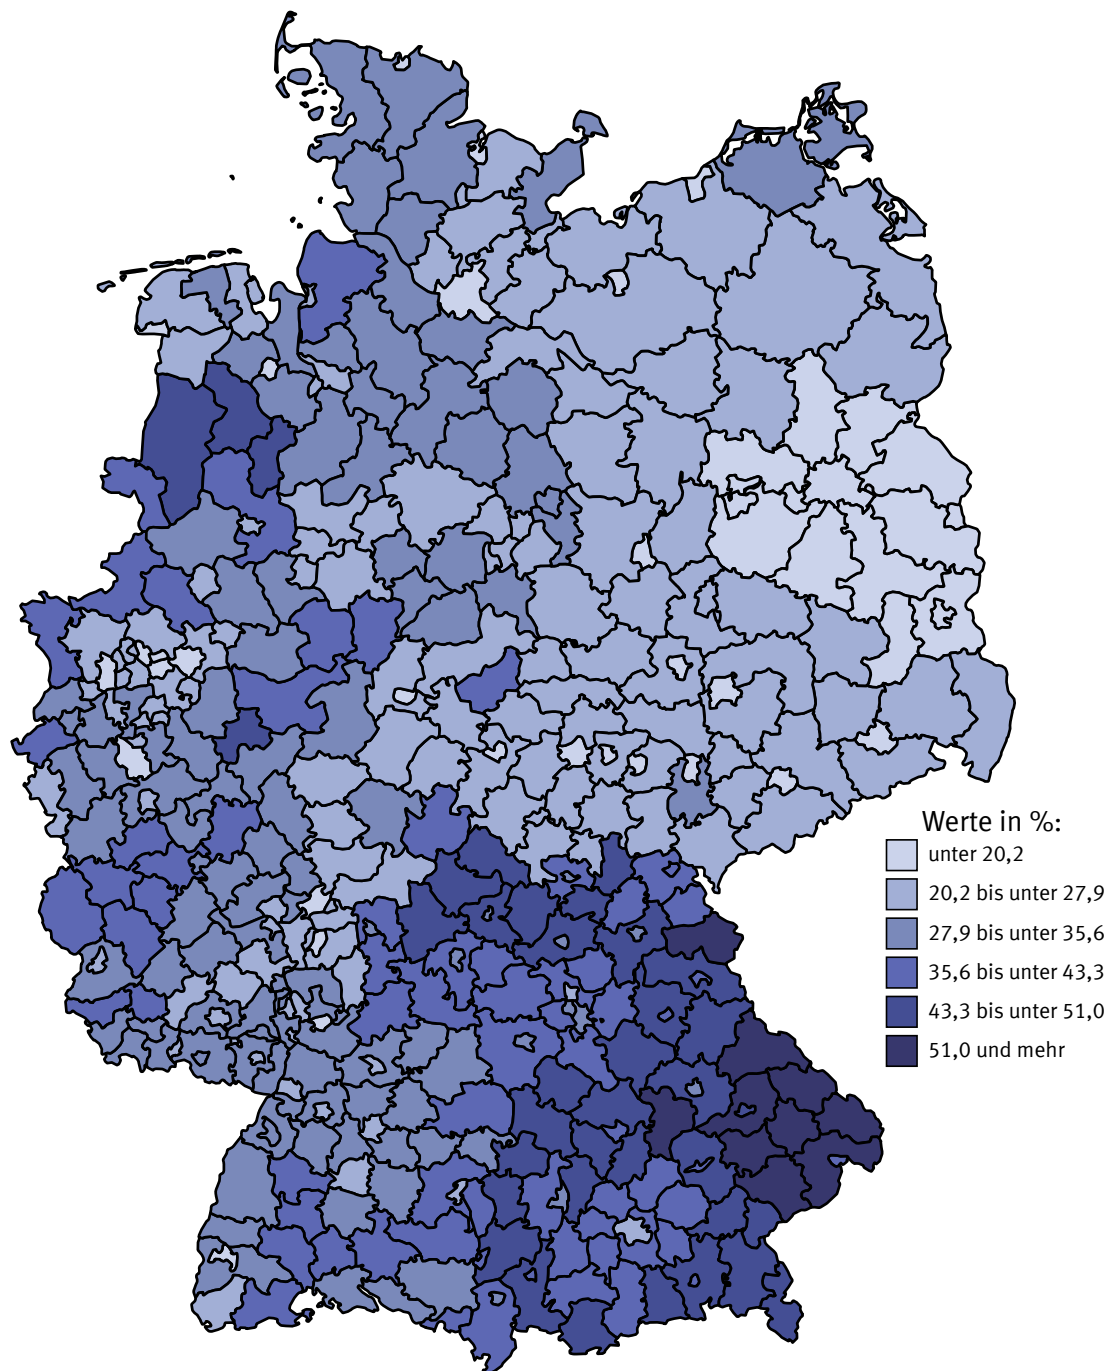 Werte in %:
unter 20,2
20,2 bis unter 27,9
27,9 bis unter 35,6
35,6 bis unter 43,3
43,3 bis unter 51,0
51,0 und mehr